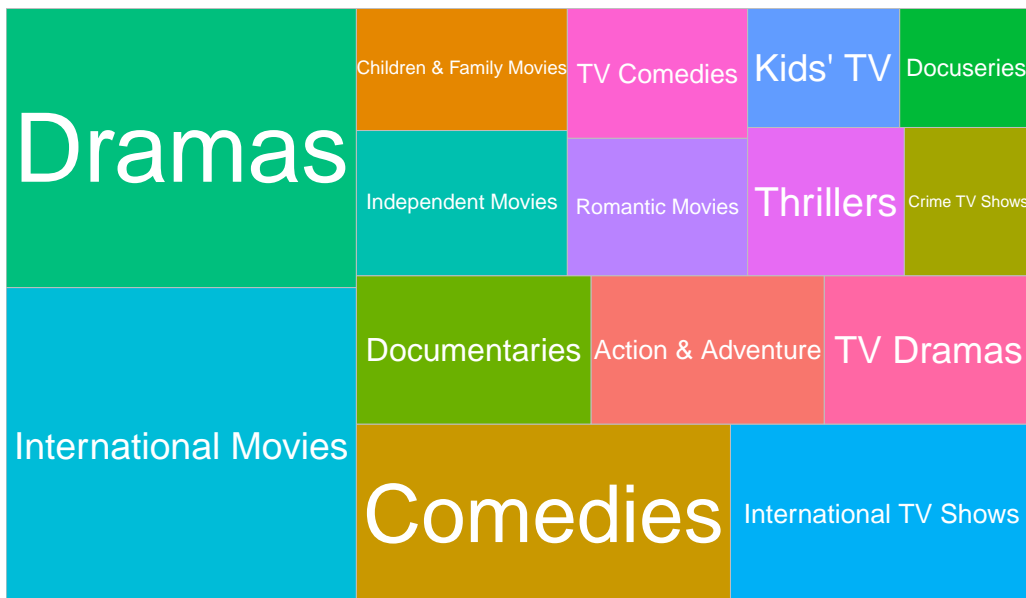 Dramas
Children & Family Movies
TV Comedies
Kids' TV
Docuseries
Independent Movies
Romantic Movies
Thrillers
Crime TV Shows
Documentaries
Action & Adventure
TV Dramas
International Movies
Comedies
International TV Shows